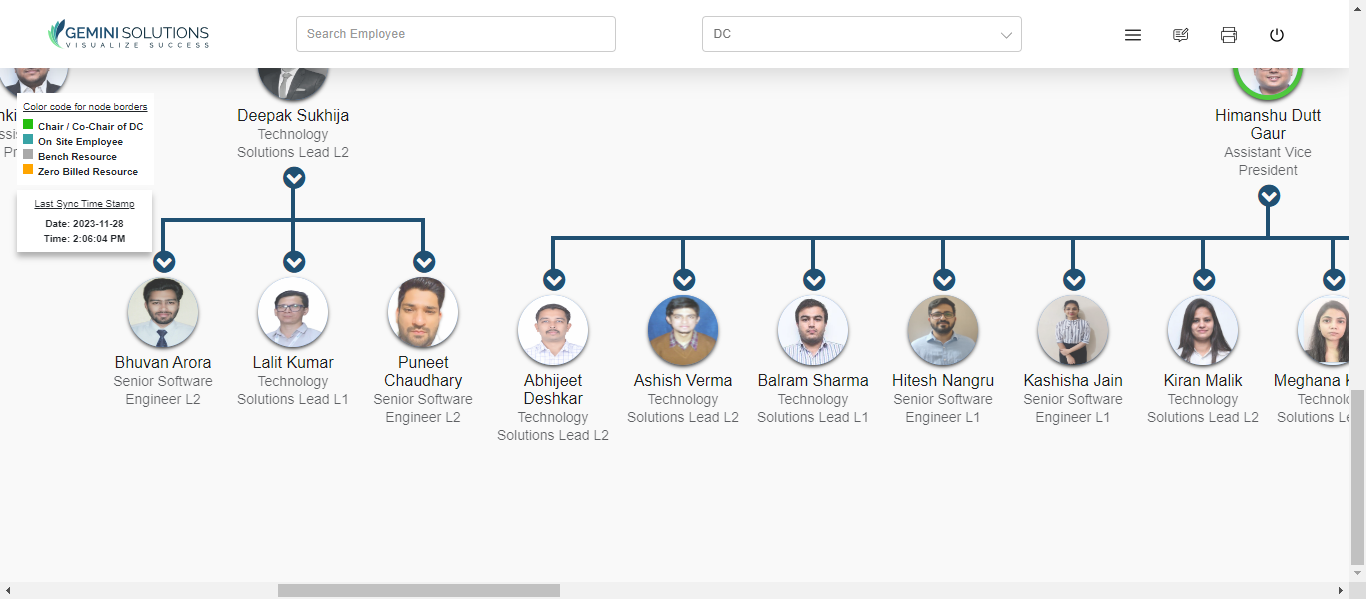 GEMINI SOLUTIONS
VISUALIZE SUCCESS
Search Employee
DC
Color code for node borders
Chair / Co-Chair of DC
On Site Employee
Bench Resource
Zero Billed Resource
Last Sync Time Stamp
Date: 2023-11-28
Time: 2:06:04 PM
Deepak Sukhija
Technology
Solutions Lead L2
Himanshu Dutt
Gaur
Assistant Vice
President
Bhuvan Arora
Senior Software
Engineer L2
Lalit Kumar
Technology
Solutions Lead L1
Puneet
Chaudhary
Senior Software
Engineer L2
Abhijeet
Deshkar
Technology
Solutions Lead L2
Ashish Verma
Technology
Solutions Lead L2
Balram Sharma
Technology
Solutions Lead L1
Hitesh Nangru
Senior Software
Engineer L1
Kashisha Jain
Senior Software
Engineer L1
Kiran Malik
Technology
Solutions Lead L2
Meghana
Solutions